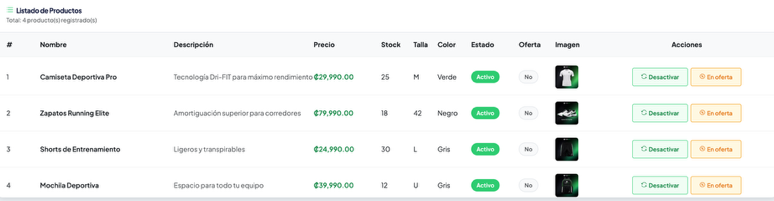 Listado de Productos
Total: 4 producto(s) registrado(s)
# Nombre Descripción Precio Stock Talla Color Estado Oferta Imagen Acciones
1 Camiseta Deportiva Pro Tecnología Dri-FIT para máximo rendimiento ₡29,990.00 25 M Verde Activo No Desactivar En oferta
2 Zapatos Running Elite Amortiguación superior para corredores ₡79,990.00 18 42 Negro Activo No Desactivar En oferta
3 Shorts de Entrenamiento Ligeros y transpirables ₡24,990.00 30 L Gris Activo No Desactivar En oferta
4 Mochila Deportiva Espacio para todo tu equipo ₡39,990.00 12 U Gris Activo No Desactivar En oferta